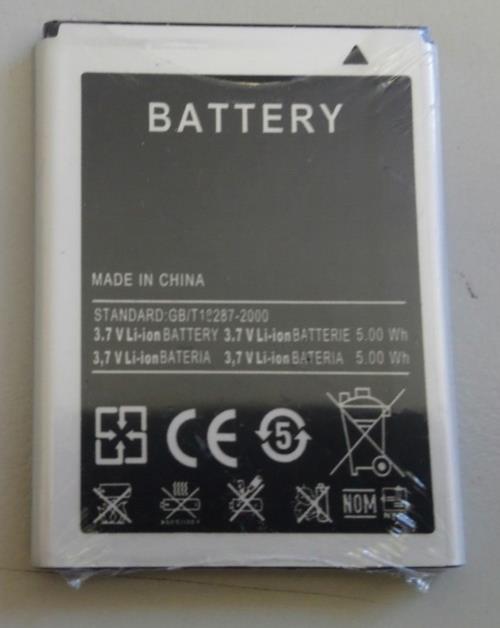 BATTERY
MADE IN CHINA
STANDARD:GB/T18287-2000
3.7 V Li-ion BATTERY 3.7 V Li-ion BATTERIE 5.00 Wh
3,7 V Li-ion BATERIA 3,7 V Li-ion BATERIA 5.00 Wh
CE 5
NOM